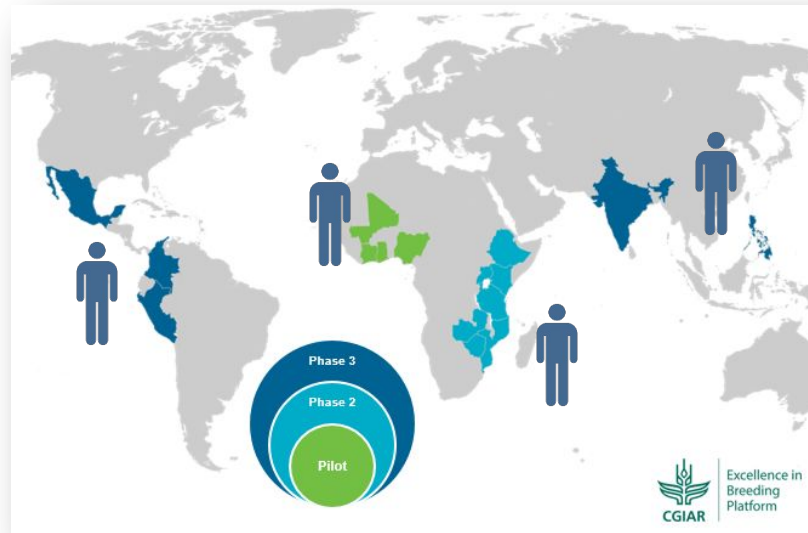 Phase 3
Phase 2
Pilot
CGIAR
Excellence in
Breeding
Platform